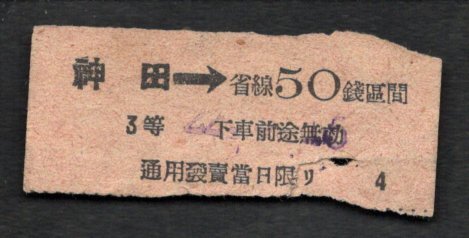 神田→省線50錢區間
3等 下車前途無効
通用發賣當日限リ 4